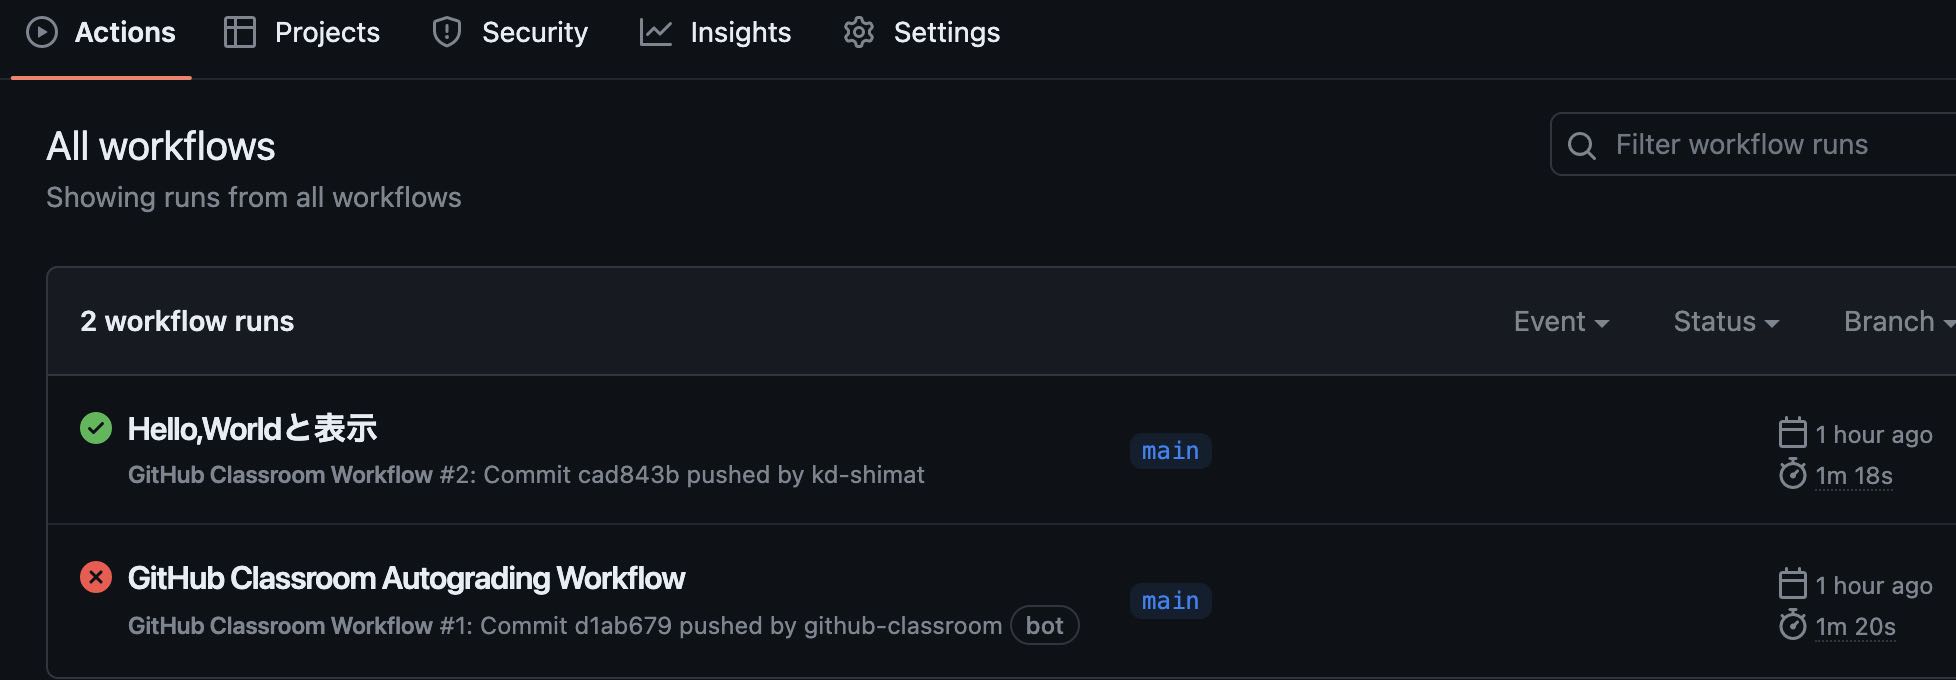 Actions Projects Security Insights Settings
All workflows
Filter workflow runs
Showing runs from all workflows
2 workflow runs Event Status Branch
Hello,Worldと表示
main
1 hour ago
GitHub Classroom Workflow #2: Commit cad843b pushed by kd-shimat
1m 18s
GitHub Classroom Autograding Workflow
main
1 hour ago
GitHub Classroom Workflow #1: Commit d1ab679 pushed by github-classroom bot
1m 20s